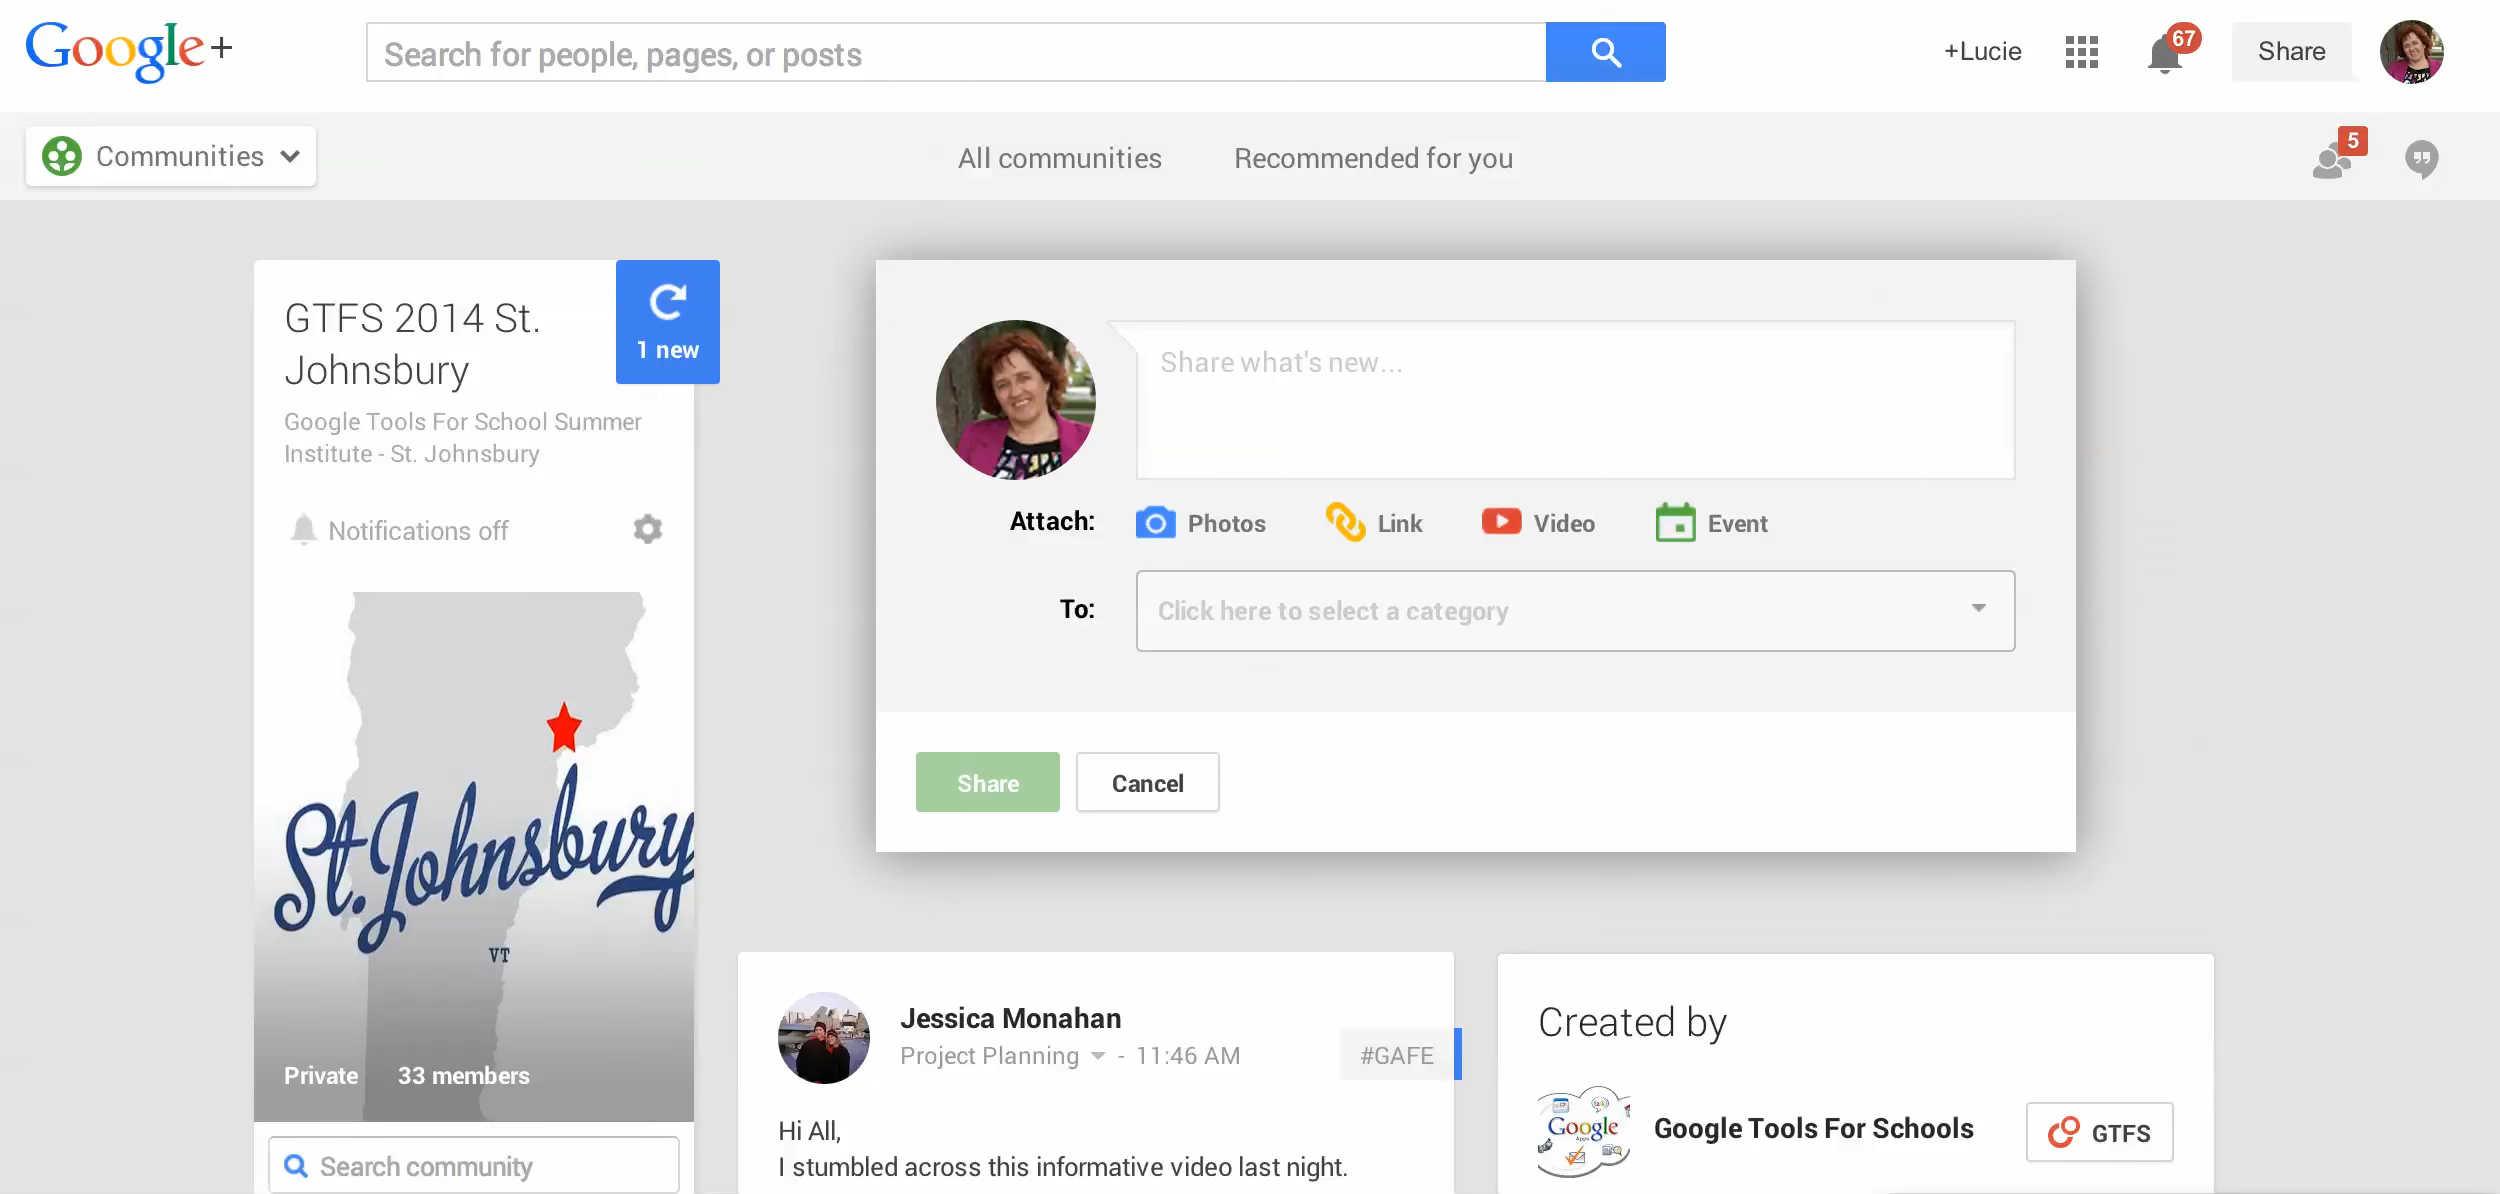 Google+
Search for people, pages, or posts
+Lucie
67
Share
Communities
All communities
Recommended for you
5
GTFS 2014 St.
Johnsbury
1 new
Google Tools For School Summer
Institute - St. Johnsbury
Notifications off
St. Johnsbury
VT
Private 33 members
Search community
Share what's new...
Attach: Photos Link Video Event
To: Click here to select a category
Share Cancel
Jessica Monahan
Project Planning - 11:46 AM
#GAFE
Hi All,
I stumbled across this informative video last night.
Created by
Google
Apps
talk
Google Tools For Schools
GTFS